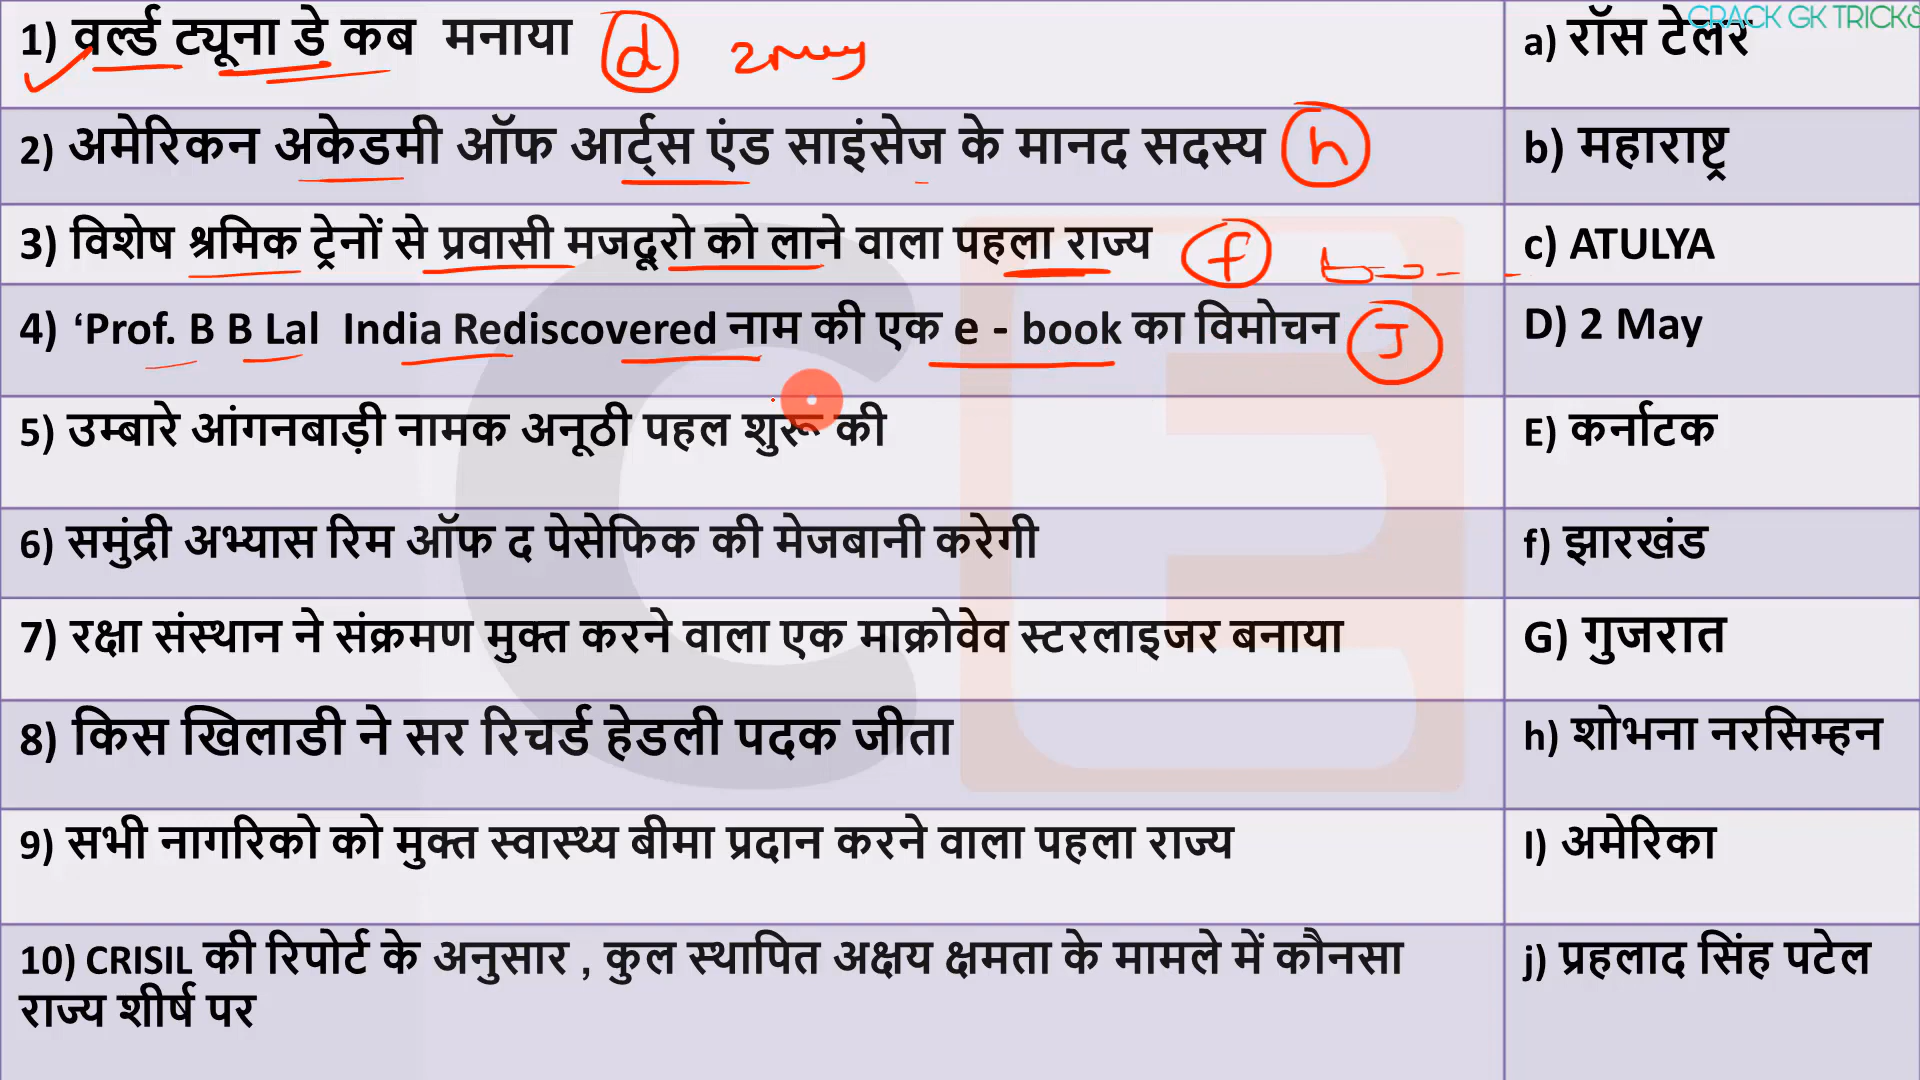 CRACK GK TRICKS
1) वर्ल्ड ट्यूना डे कब मनाया d 2 may
a) रॉस टेलर
2) अमेरिकन अकेडमी ऑफ आर्ट्स एंड साइंसेज के मानद सदस्य h
b) महाराष्ट्र
3) विशेष श्रमिक ट्रेनों से प्रवासी मजदूरो को लाने वाला पहला राज्य f
c) ATULYA
4) ‘Prof. B B Lal India Rediscovered नाम की एक e - book का विमोचन J
D) 2 May
5) उम्बारे आंगनबाड़ी नामक अनूठी पहल शुरू की
E) कर्नाटक
6) समुंद्री अभ्यास रिम ऑफ द पेसेफिक की मेजबानी करेगी
f) झारखंड
7) रक्षा संस्थान ने संक्रमण मुक्त करने वाला एक माक्रोवेव स्टरलाइजर बनाया
G) गुजरात
8) किस खिलाडी ने सर रिचर्ड हेडली पदक जीता
h) शोभना नरसिम्हन
9) सभी नागरिको को मुक्त स्वास्थ्य बीमा प्रदान करने वाला पहला राज्य
I) अमेरिका
10) CRISIL की रिपोर्ट के अनुसार , कुल स्थापित अक्षय क्षमता के मामले में कौनसा
राज्य शीर्ष पर
j) प्रहलाद सिंह पटेल